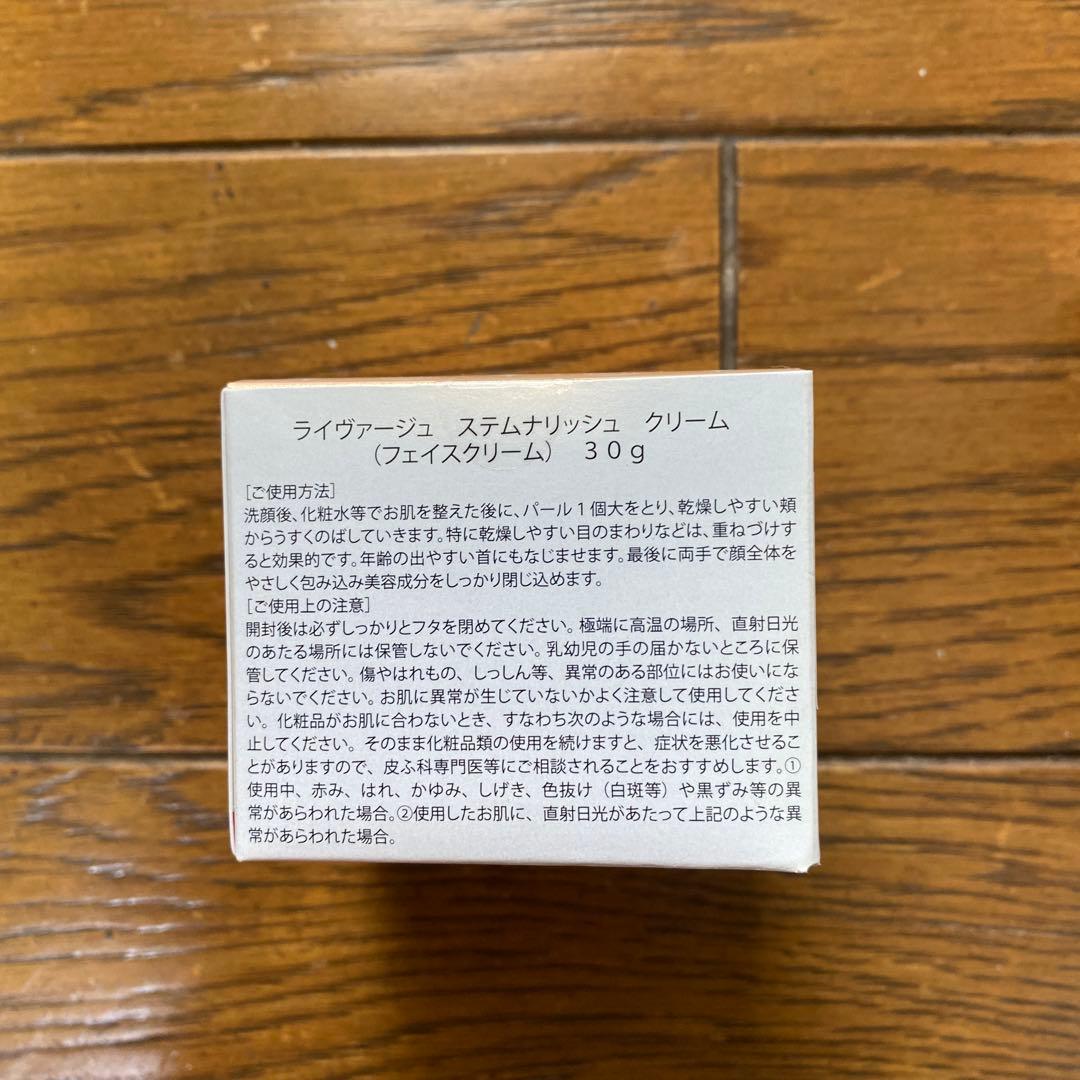 ライヴァージュ　ステムナリッシュ　クリーム
（フェイスクリーム）　３０ｇ
［ご使用方法］
洗顔後、化粧水等でお肌を整えた後に、パール１個大をとり、乾燥しやすい頬
からうすくのばしていきます。特に乾燥しやすい目のまわりなどは、重ねづけす
ると効果的です。年齢の出やすい首にもなじませます。最後に両手で顔全体を
やさしく包み込み美容成分をしっかり閉じ込めます。
［ご使用上の注意］
開封後は必ずしっかりとフタを閉めてください。極端に高温の場所、直射日光
のあたる場所には保管しないでください。乳幼児の手の届かないところに保
管してください。傷やはれもの、しっしん等、異常のある部位にはお使いにな
らないでください。お肌に異常が生じていないかよく注意して使用してくださ
い。化粧品がお肌に合わないとき、すなわち次のような場合には、使用を中
止してください。そのまま化粧品類の使用を続けますと、症状を悪化させるこ
とがありますので、皮ふ科専門医等にご相談されることをおすすめします。①
使用中、赤み、はれ、かゆみ、しげき、色抜け（白斑等）や黒ずみ等の異
常があらわれた場合。②使用したお肌に、直射日光があたって上記のような異
常があらわれた場合。